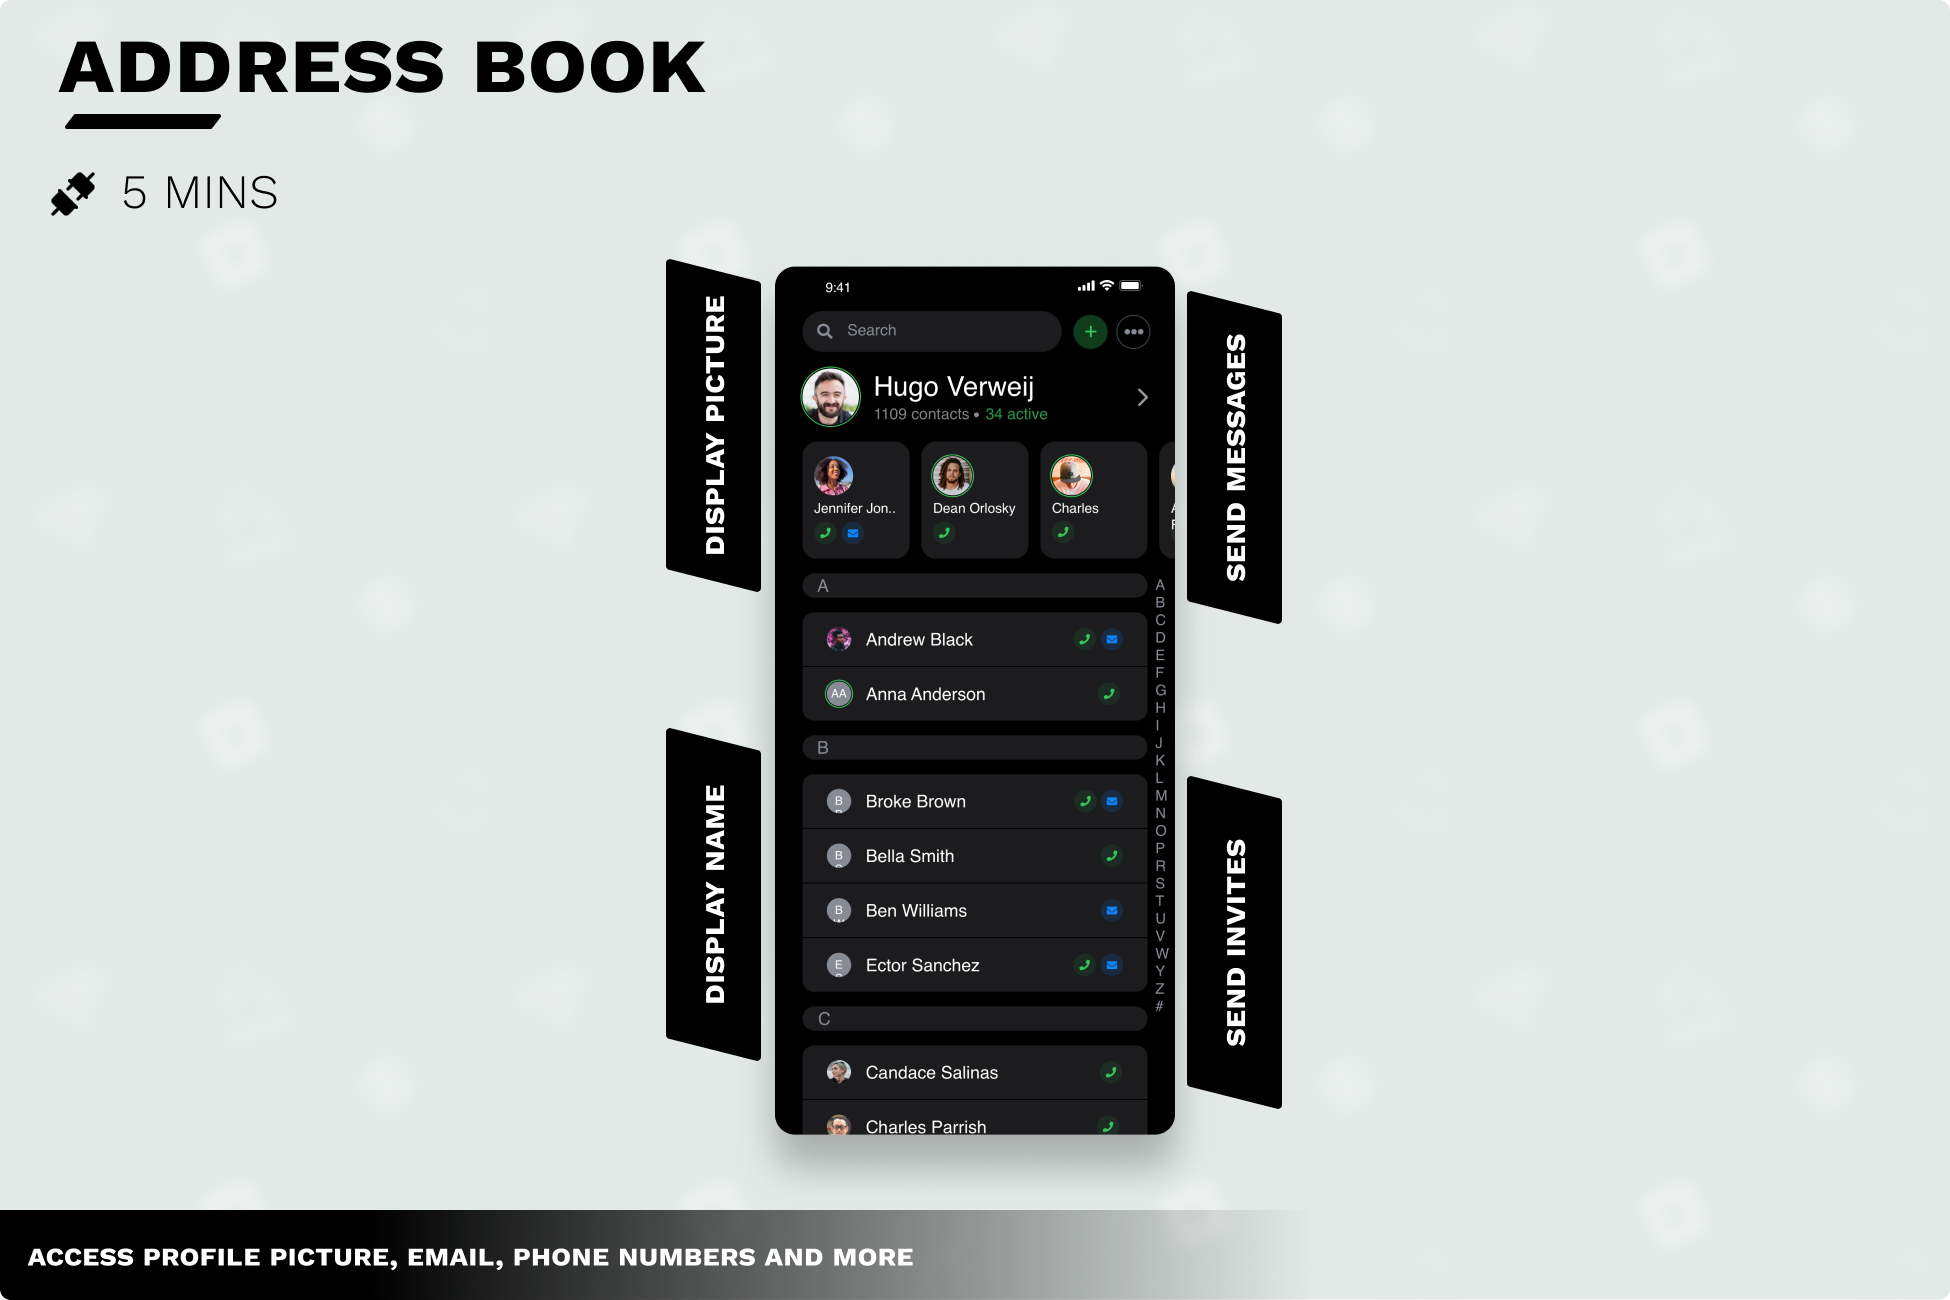 ADDRESS BOOK
5 MINS
DISPLAY PICTURE
DISPLAY NAME
9:41
Search
Hugo Verweij
1109 contacts • 34 active
Jennifer Jon..
Dean Orlosky
Charles
A
Andrew Black
AA
Anna Anderson
B
B
Broke Brown
B
Bella Smith
B
Ben Williams
E
Ector Sanchez
C
Candace Salinas
Charles Parrish
A
B
C
D
E
F
G
H
I
J
K
L
M
N
O
P
R
S
T
U
V
W
Y
Z
#
SEND MESSAGES
SEND INVITES
ACCESS PROFILE PICTURE, EMAIL, PHONE NUMBERS AND MORE